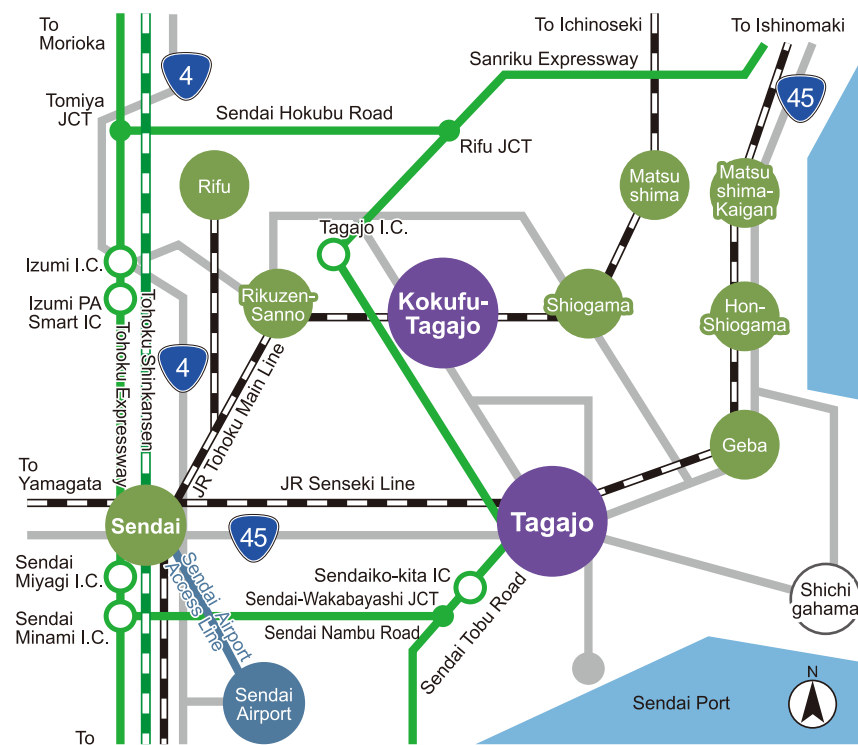 To
Morioka
4
To Ichinoseki
To Ishinomaki
Sanriku Expressway
45
Tomiya
JCT
Sendai Hokubu Road
Rifu JCT
Rifu
Matsu
shima
Matsu
shima-
Kaigan
Tagajo I.C.
Izumi I.C.
Izumi PA
Smart IC
Rikuzen-
Sanno
Kokufu-
Tagajo
Shiogama
Hon-
Shiogama
Tohoku Expressway
Tohoku Shinkansen
4
JR Tohoku Main Line
Geba
To
Yamagata
JR Senseki Line
Sendai
45
Tagajo
Sendai
Miyagi I.C.
Sendai Airport
Access Line
Sendaiko-kita IC
Sendai-Wakabayashi JCT
Shichi
gahama
Sendai
Minami I.C.
Sendai Nambu Road
Sendai Tobu Road
Sendai
Airport
Sendai Port
N
To